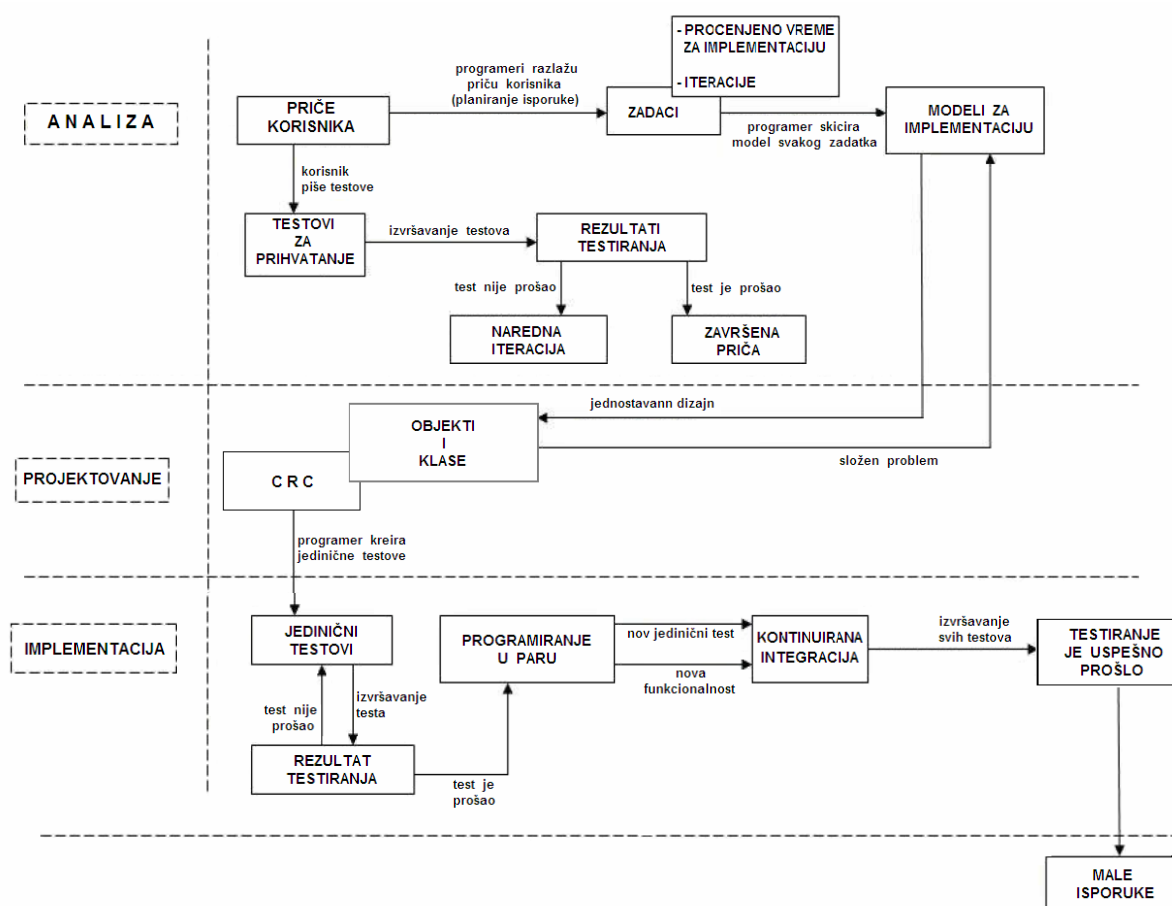 - PROCENJENO VREME
ZA IMPLEMENTACIJU
- ITERACIJE
programeri razlažu
priču korisnika
(planiranje isporuke)
A N A L I Z A
PRIČE
KORISNIKA
ZADACI
MODELI ZA
IMPLEMENTACIJU
programer skicira
model svakog zadatka
korisnik
piše testove
TESTOVI
ZA
PRIHVATANJE
izvršavanje testova
REZULTATI
TESTIRANJA
test nije prošao
test je prošao
NAREDNA
ITERACIJA
ZAVRŠENA
PRIČA
jednostavann dizajn
OBJEKTI
I
KLASE
složen problem
PROJEKTOVANJE
C R C
programer kreira
jedinične testove
IMPLEMENTACIJA
JEDINIČNI
TESTOVI
PROGRAMIRANJE
U PARU
nov jedinični test
nova
funkcionalnost
KONTINUIRANA
INTEGRACIJA
izvršavanje
svih testova
TESTIRANJE
JE USPEŠNO
PROŠLO
test nije
prošao
izvršavanje
testa
REZULTAT
TESTIRANJA
test je
prošao
MALE
ISPORUKE